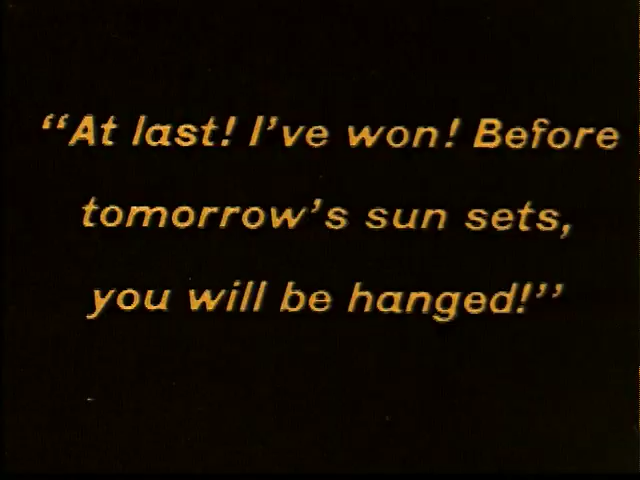 “At last! I’ve won! Before
tomorrow’s sun sets,
you will be hanged!”